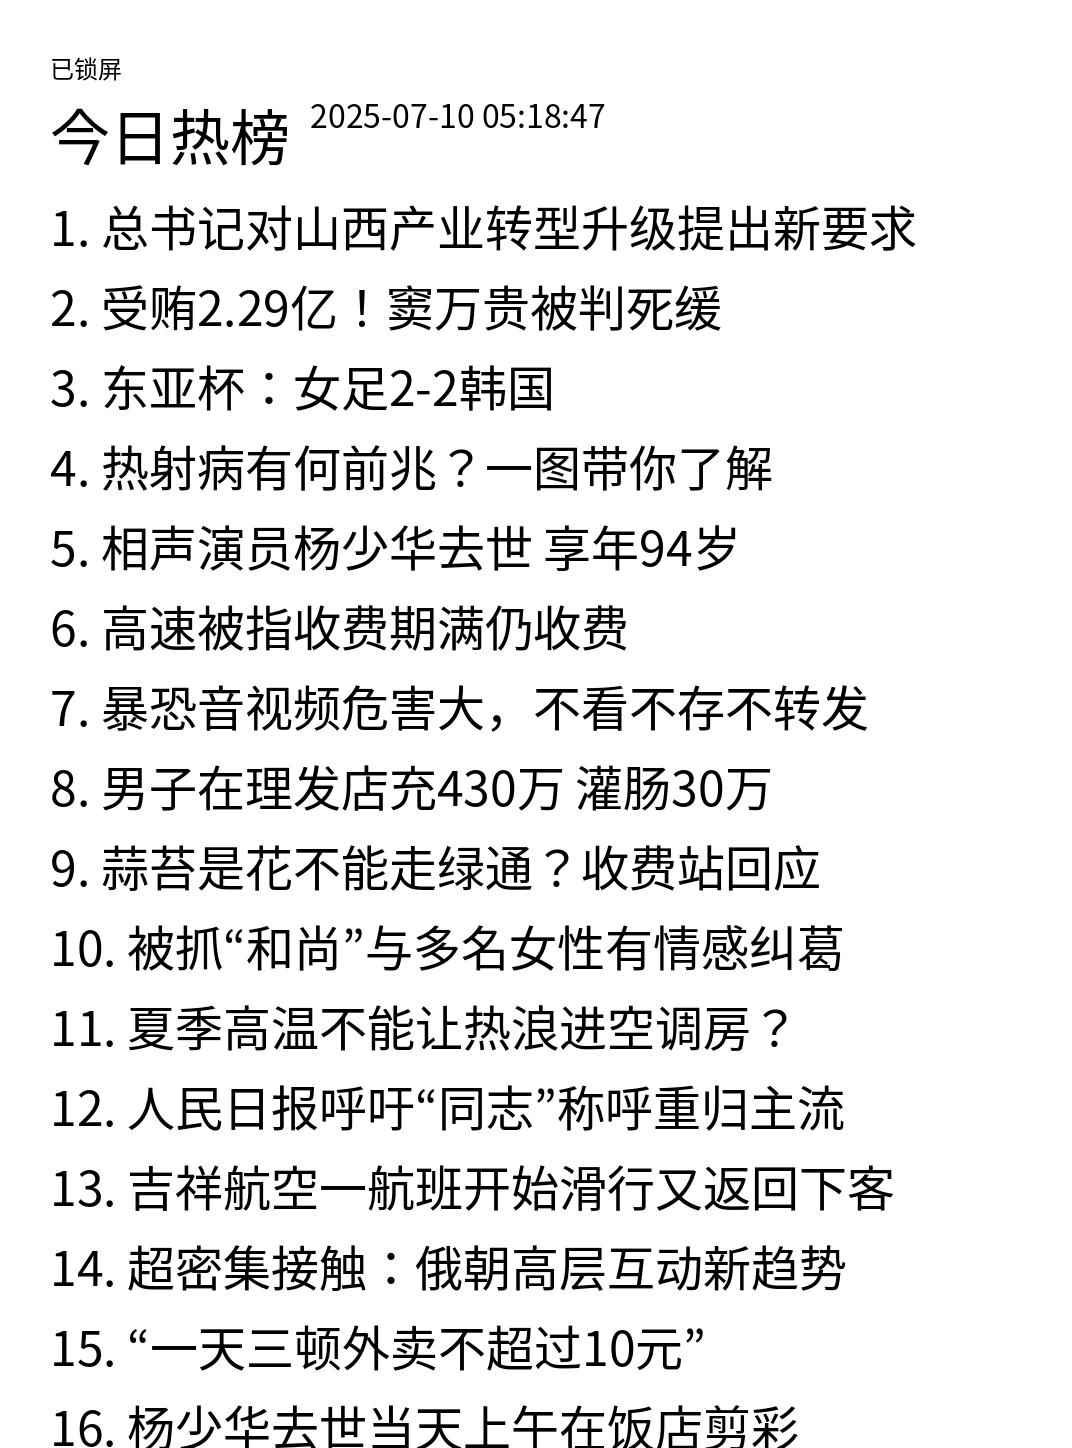 已锁屏
今日热榜 2025-07-10 05:18:47
1. 总书记对山西产业转型升级提出新要求
2. 受贿2.29亿！窦万贵被判死缓
3. 东亚杯：女足2-2韩国
4. 热射病有何前兆？一图带你了解
5. 相声演员杨少华去世 享年94岁
6. 高速被指收费期满仍收费
7. 暴恐音视频危害大，不看不存不转发
8. 男子在理发店充430万 灌肠30万
9. 蒜苔是花不能走绿通？收费站回应
10. 被抓“和尚”与多名女性有情感纠葛
11. 夏季高温不能让热浪进空调房？
12. 人民日报呼吁“同志”称呼重归主流
13. 吉祥航空一航班开始滑行又返回下客
14. 超密集接触：俄朝高层互动新趋势
15. “一天三顿外卖不超过10元”
16. 杨少华去世当天上午在饭店剪彩